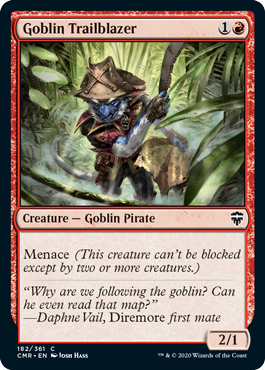 Goblin Trailblazer 1
Creature — Goblin Pirate
Menace (This creature can't be blocked
except by two or more creatures.)
"Why are we following the goblin? Can
he even read that map?"
—Daphne Vail, Diremore first mate
2/1
182/361 C
CMR • EN Josh Hass
™ & © 2020 Wizards of the Coast